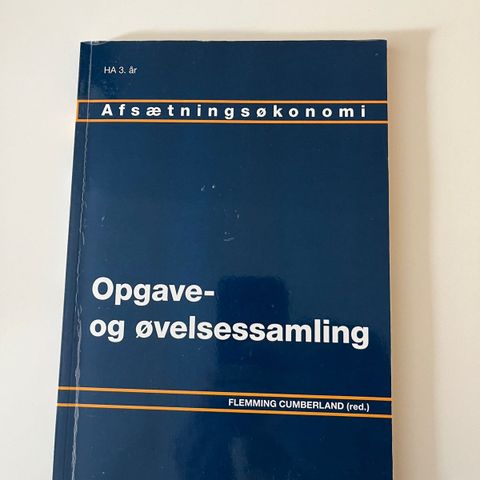 HA 3. år
Afsætningsøkonomi
Opgave-
og øvelsessamling
FLEMMING CUMBERLAND (red.)